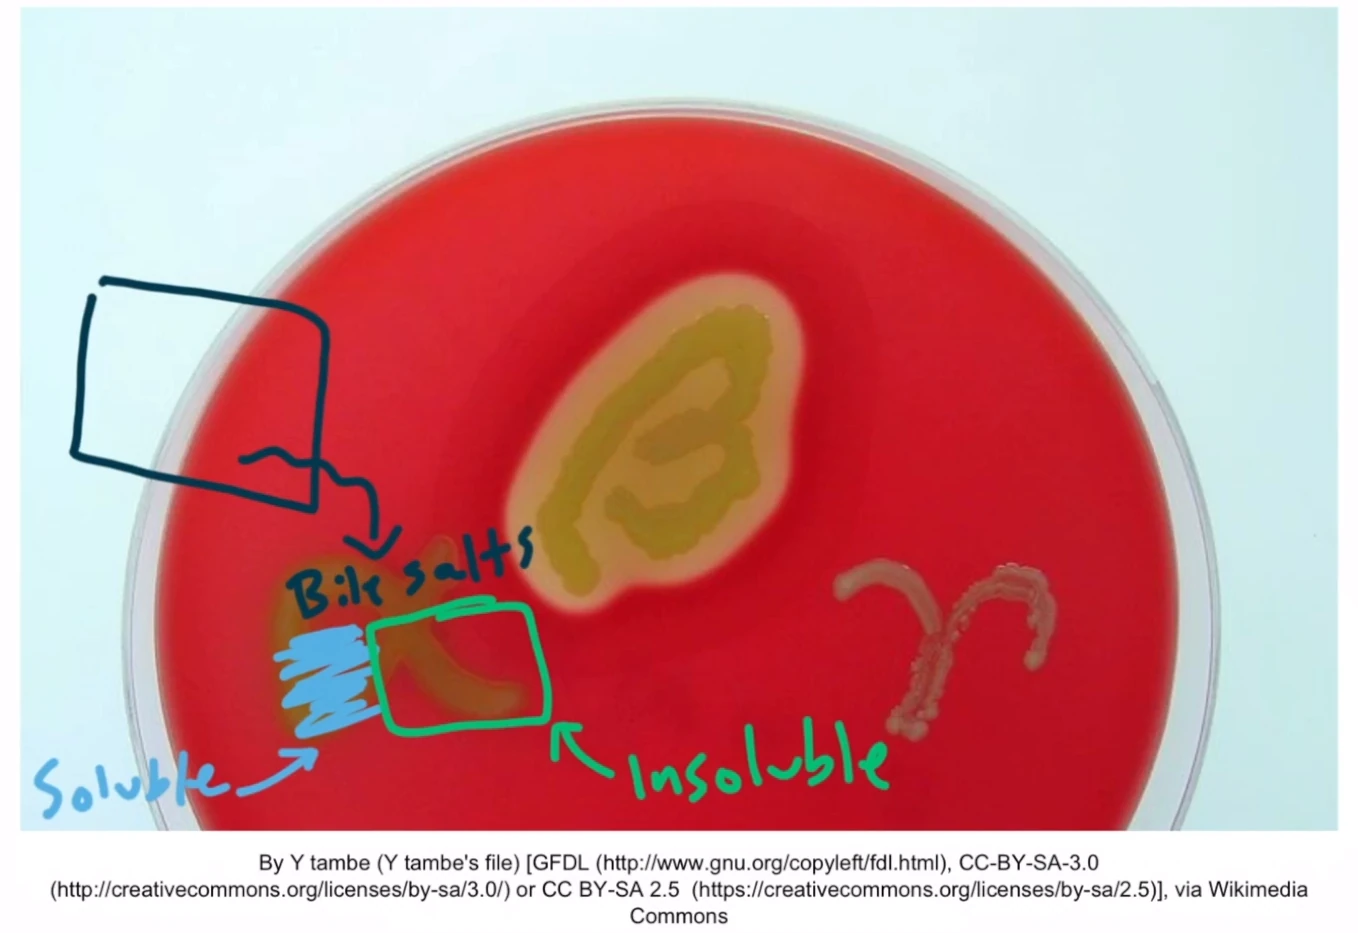 Bile salts
Soluble
Insoluble
By Y tambe (Y tambe's file) [GFDL (http://www.gnu.org/copyleft/fdl.html), CC-BY-SA-3.0
(http://creativecommons.org/licenses/by-sa/3.0/) or CC BY-SA 2.5 (https://creativecommons.org/licenses/by-sa/2.5)], via Wikimedia
Commons